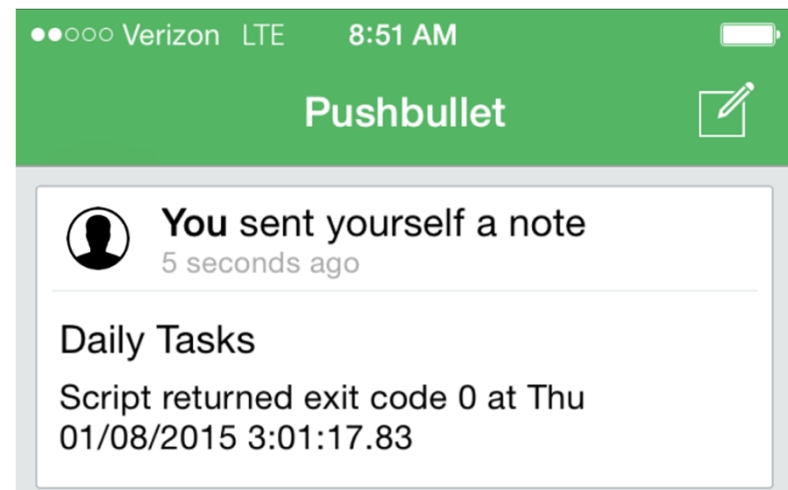 Verizon LTE 8:51 AM
Pushbullet
You sent yourself a note
5 seconds ago
Daily Tasks
Script returned exit code 0 at Thu
01/08/2015 3:01:17.83